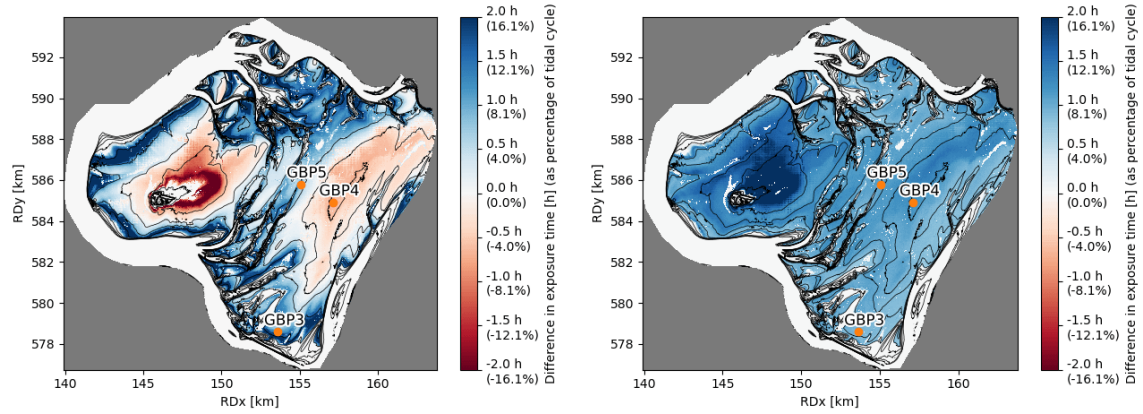 592
590
588
586
584
582
580
578
RDy [km]
140
145
150
155
160
RDx [km]
GBP5
GBP4
GBP3
2.0 h
(16.1%)
1.5 h
(12.1%)
1.0 h
(8.1%)
0.5 h
(4.0%)
0.0 h
(0.0%)
-0.5 h
(-4.0%)
-1.0 h
(-8.1%)
-1.5 h
(-12.1%)
-2.0 h
(-16.1%)
Difference in exposure time [h] (as percentage of tidal cycle)
592
590
588
586
584
582
580
578
RDy [km]
140
145
150
155
160
RDx [km]
GBP5
GBP4
GBP3
2.0 h
(16.1%)
1.5 h
(12.1%)
1.0 h
(8.1%)
0.5 h
(4.0%)
0.0 h
(0.0%)
-0.5 h
(-4.0%)
-1.0 h
(-8.1%)
-1.5 h
(-12.1%)
-2.0 h
(-16.1%)
Difference in exposure time [h] (as percentage of tidal cycle)